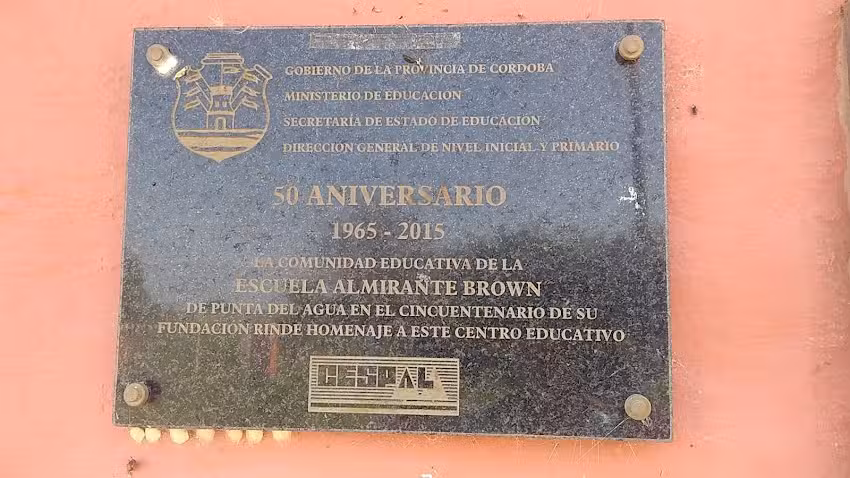 GOBIERNO DE LA PROVINCIA DE CORDOBA
MINISTERIO DE EDUCACIÓN
SECRETARÍA DE ESTADO DE EDUCACIÓN
DIRECCIÓN GENERAL DE NIVEL INICIAL Y PRIMARIO
50 ANIVERSARIO
1965 - 2015
LA COMUNIDAD EDUCATIVA DE LA
ESCUELA ALMIRANTE BROWN
DE PUNTA DEL AGUA EN EL CINCUENTENARIO DE SU
FUNDACIÓN RINDE HOMENAJE A ESTE CENTRO EDUCATIVO
CESPAL